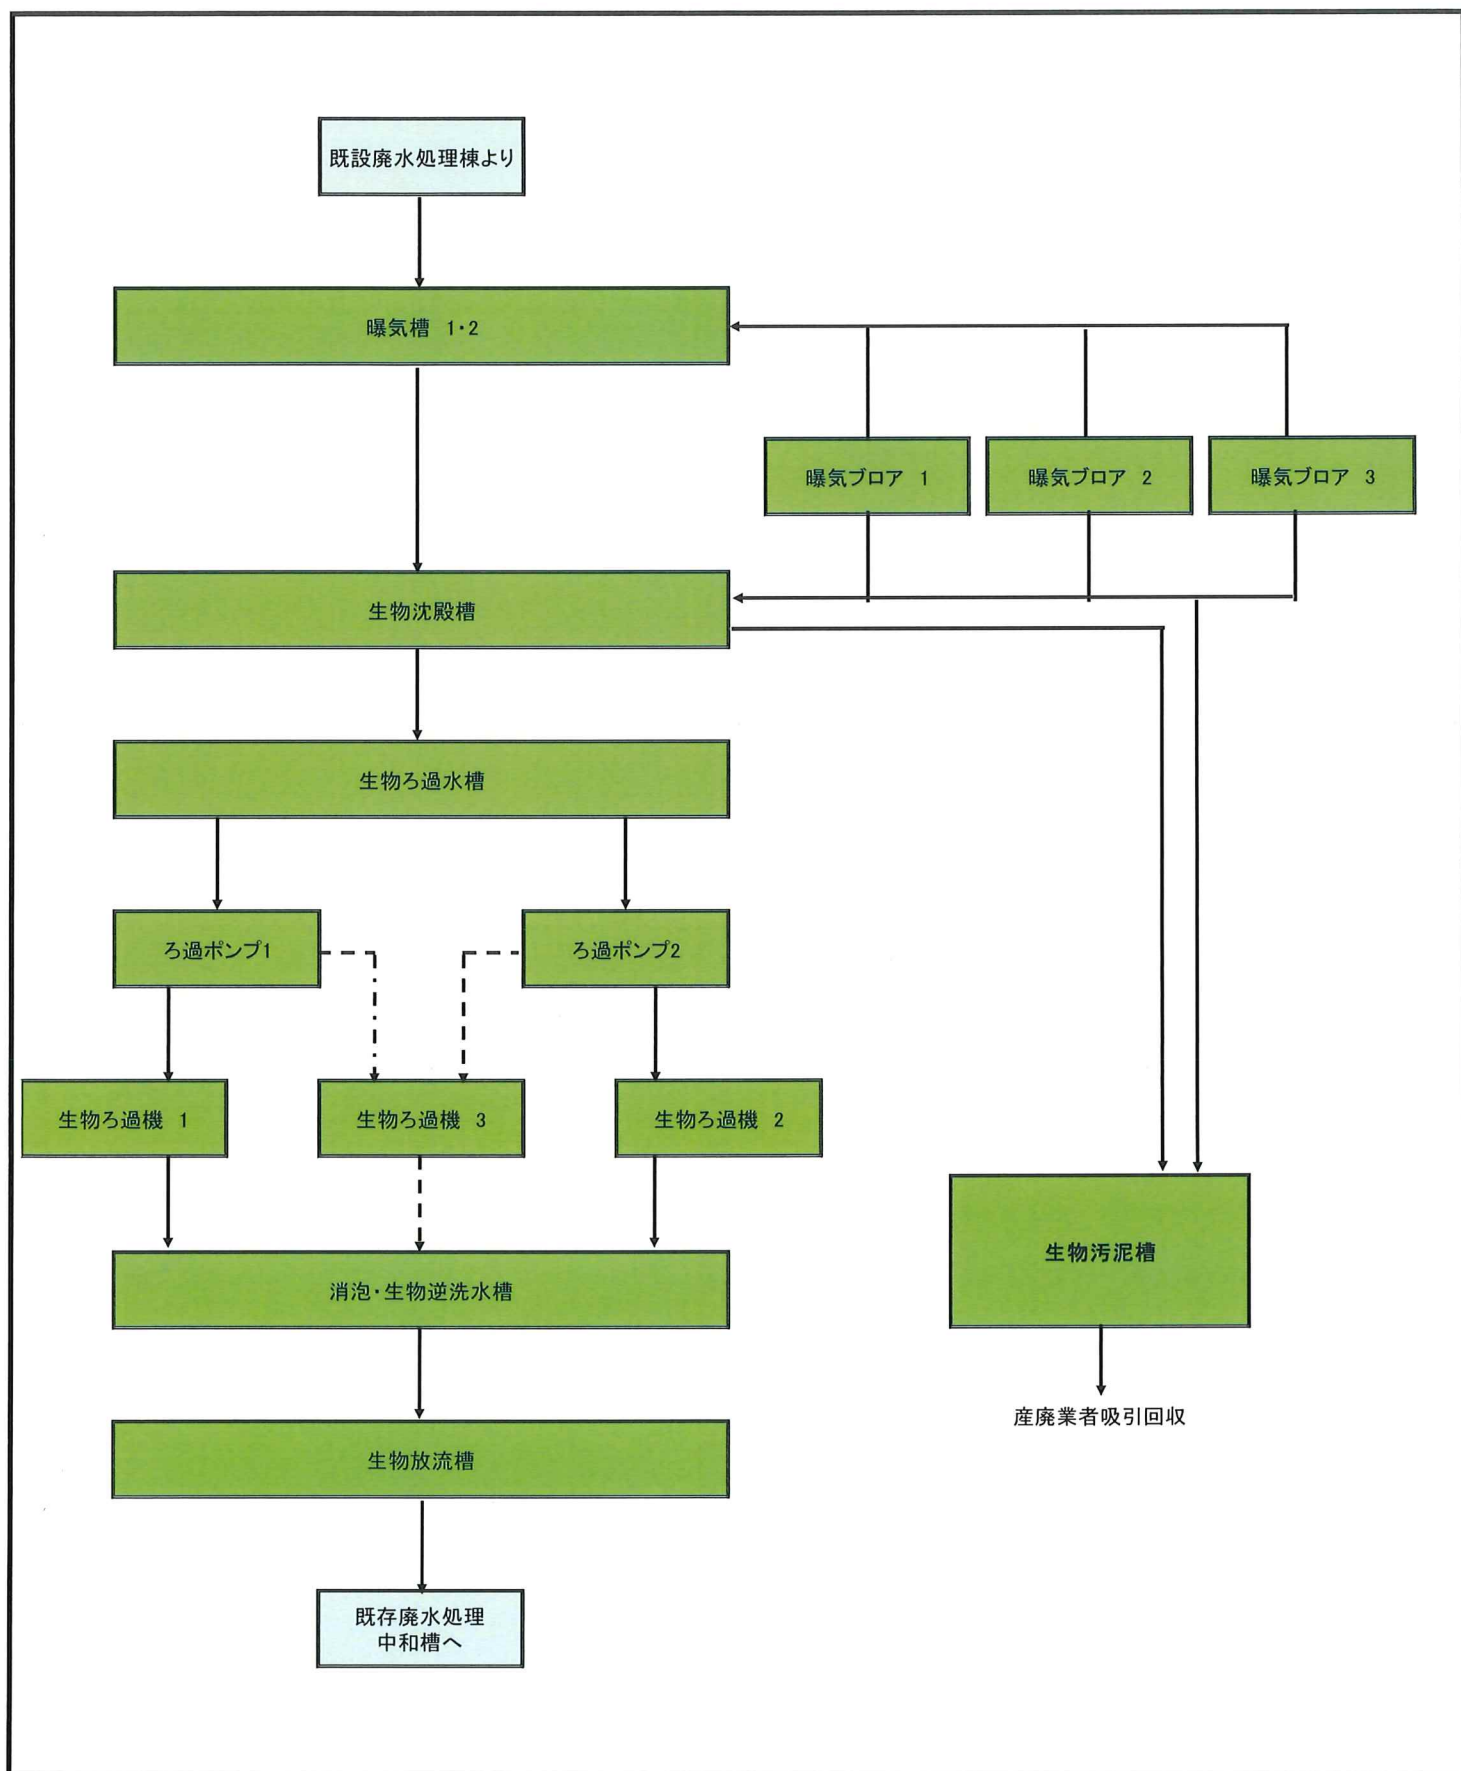 既設廃水処理棟より
曝気槽 1・2
曝気ブロア 1
曝気ブロア 2
曝気ブロア 3
生物沈殿槽
生物ろ過水槽
ろ過ポンプ1
ろ過ポンプ2
生物ろ過機 1
生物ろ過機 3
生物ろ過機 2
生物汚泥槽
消泡・生物逆洗水槽
産廃業者吸引回収
生物放流槽
既存廃水処理
中和槽へ